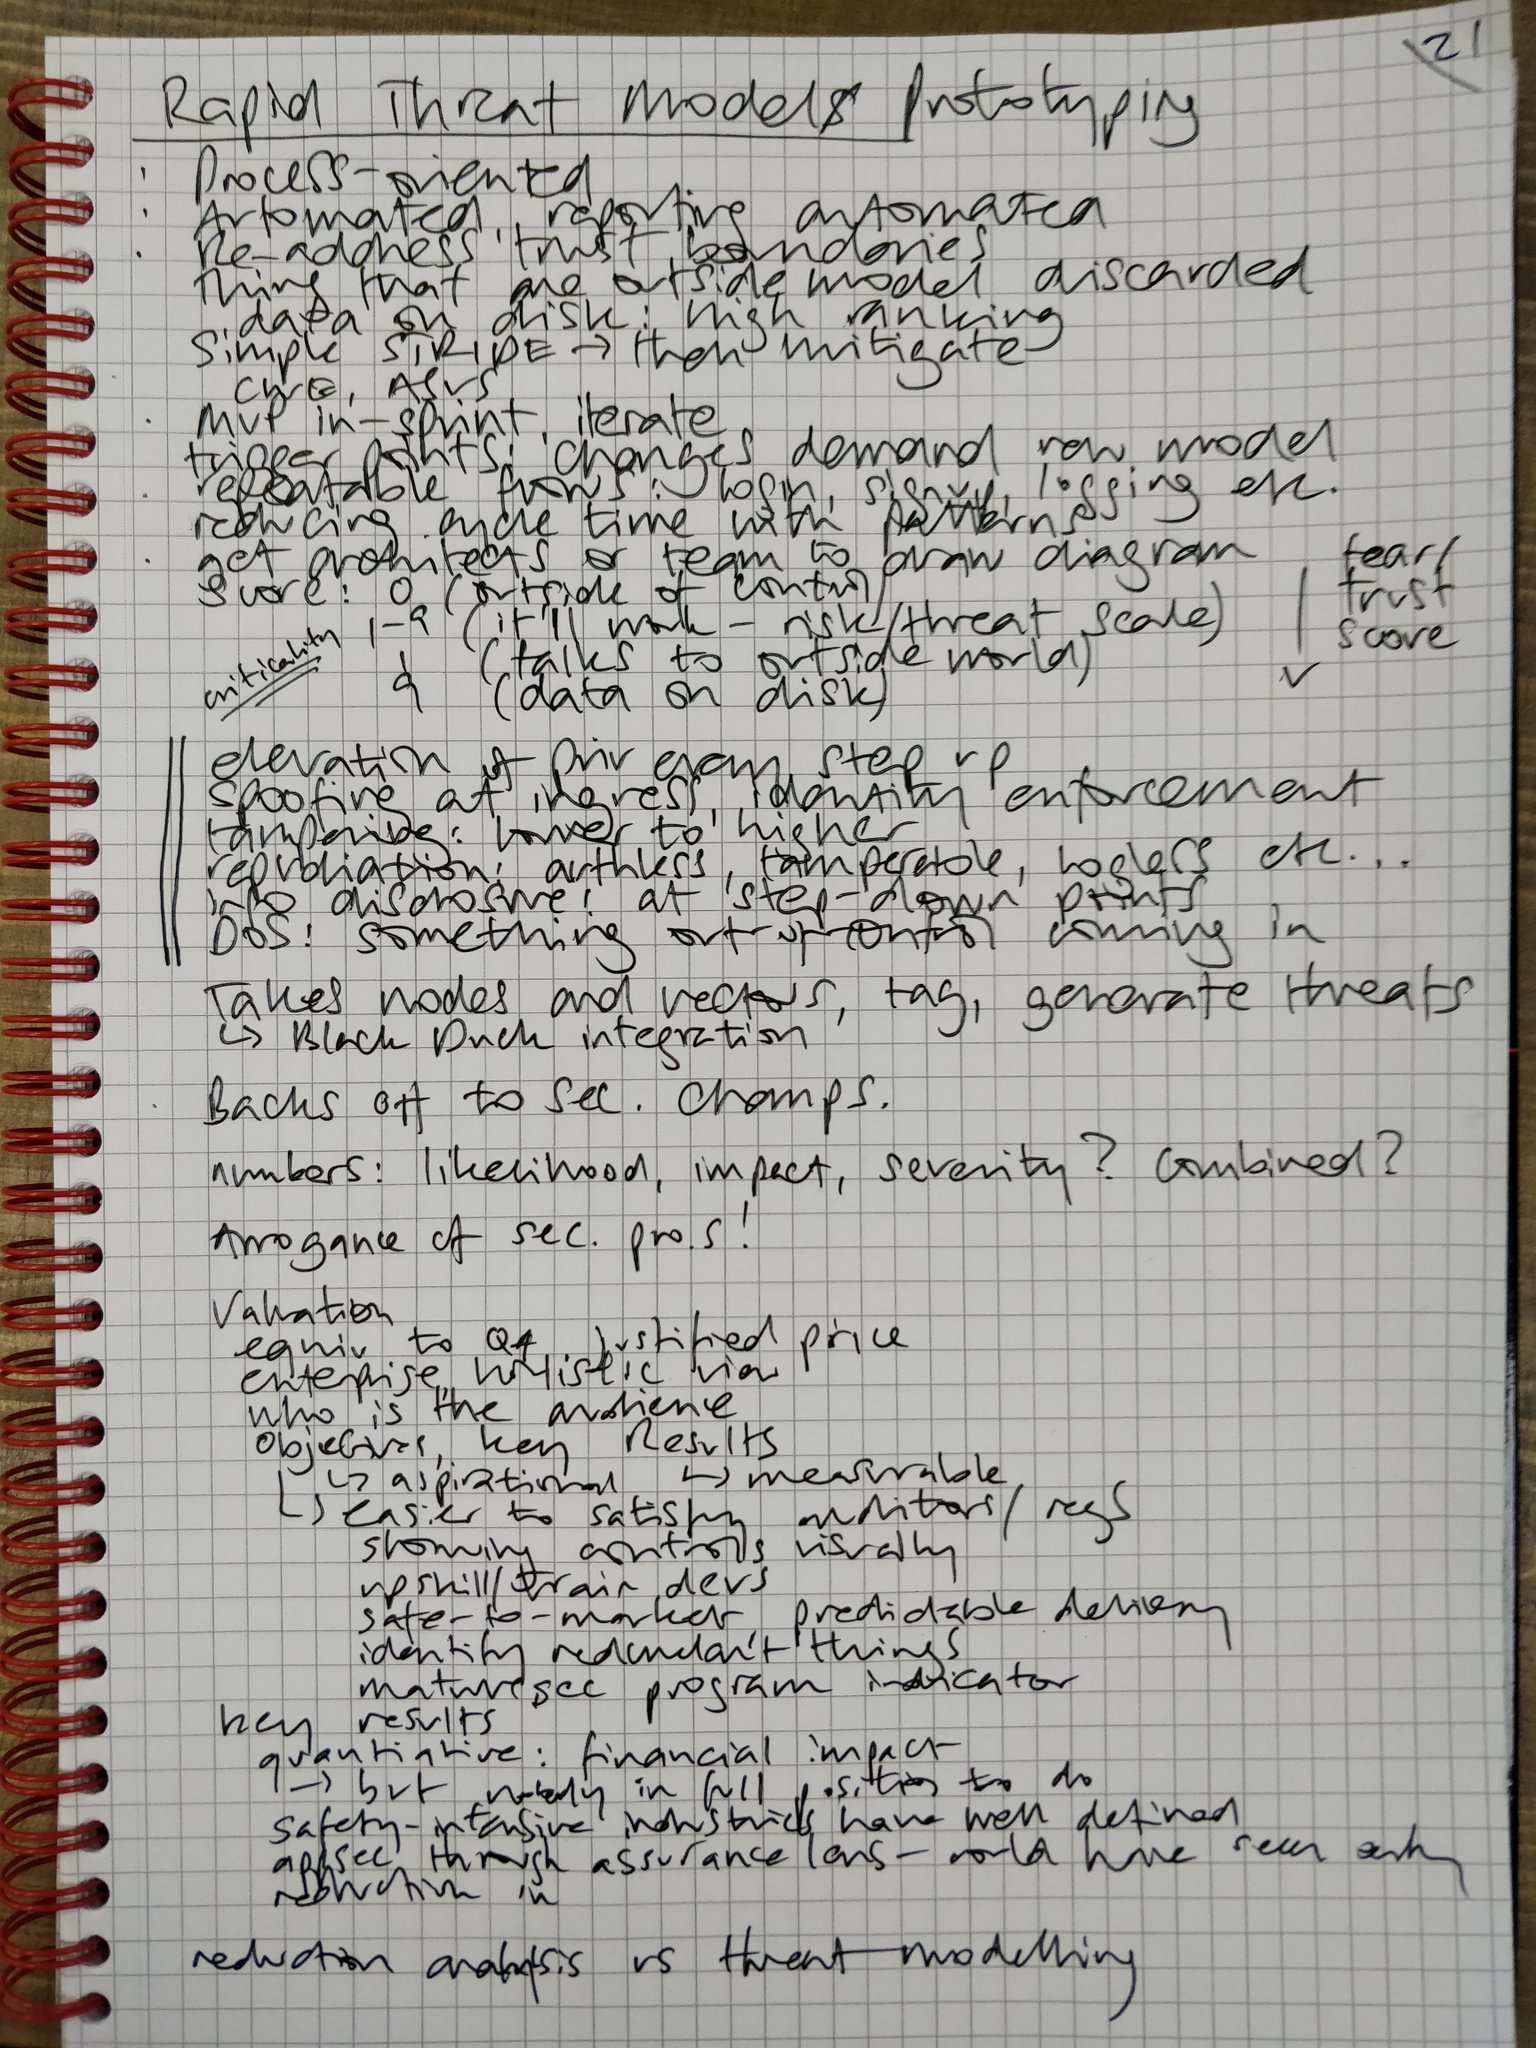 21
Rapid Threat Models Prototyping
· Process-oriented
· Automated, reporting automated
· Re-address trust boundaries
thing that are outside model discarded
data on disk: high ranking
Simple STRIDE → then mitigate
CWE, ASVS
· MVP in-sprint, iterate
trigger points: changes demand new model
· repeatable flows: login, signup, logging etc.
reducing cycle time with patterns
· get architects or team to draw diagram
score: 0 (outside of control)
1-9 (it'll work - risk/threat scale)
1 (talks to outside world)
9 (data on disk)
criticality
fear/
trust
score
elevation of priv every step up
spoofing at ingress, identity enforcement
tampering: lower to higher
repudiation: authless, tamperable, logless etc...
info disclosure: at step-down points
DoS: something out of control coming in
Takes nodes and vectors, tag, generate threats
↳ Black Duck integration
· Backs off to sec. champs.
numbers: likelihood, impact, severity? Combined?
Arrogance of sec. pro.s!
Valuation
equiv to QA justified price
enterprise, holistic view
who is the audience
Objectives, Key Results
↳ aspirational ↳ measurable
↳ easier to satisfy auditors/regs
showing controls visually
upskill/train devs
safe-to-market, predictable delivery
identify redundant things
mature sec program indicator
key results
quantiative: financial impact
→ but nobody in full position to do
safety-intensive industries have well defined
appsec through assurance lens - world have seen
reduction in
reduction analysis vs threat modelling